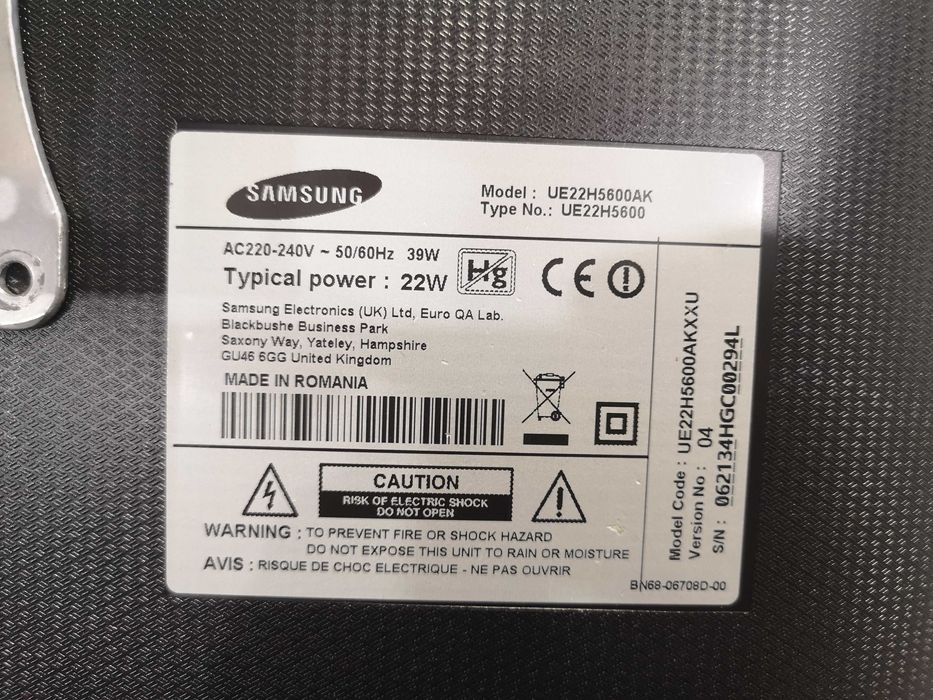 SAMSUNG
Model : UE22H5600AK
Type No.: UE22H5600
AC220-240V ~ 50/60Hz 39W
Typical power : 22W
Hg
CE
Samsung Electronics (UK) Ltd, Euro QA Lab.
Blackbushe Business Park
Saxony Way, Yateley, Hampshire
GU46 6GG United Kingdom
MADE IN ROMANIA
CAUTION
RISK OF ELECTRIC SHOCK
DO NOT OPEN
WARNING : TO PREVENT FIRE OR SHOCK HAZARD
DO NOT EXPOSE THIS UNIT TO RAIN OR MOISTURE
AVIS : RISQUE DE CHOC ELECTRIQUE - NE PAS OUVRIR
Model Code : UE22H5600AKXXU
Version No : 04
S/N : 062134HGC00294L
BN68-06708D-00